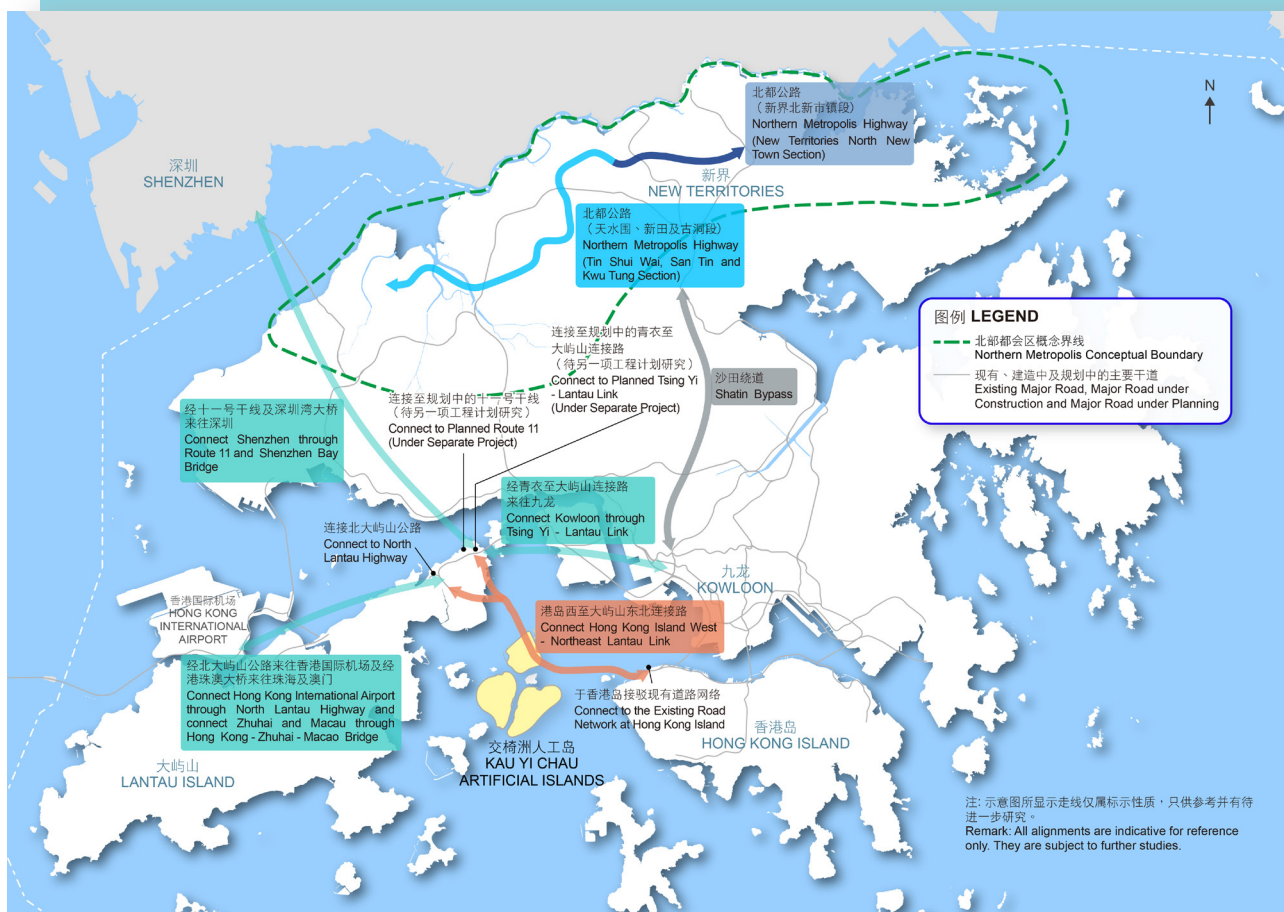 北都公路
（新界北新市镇段）
Northern Metropolis Highway
(New Territories North New
Town Section)
N
深圳
SHENZHEN
新界
NEW TERRITORIES
北都公路
（天水围、新田及古洞段）
Northern Metropolis Highway
(Tin Shui Wai, San Tin and
Kwu Tung Section)
图例 LEGEND
北部都会区概念界线
Northern Metropolis Conceptual Boundary
现有、建造中及规划中的主要干道
Existing Major Road, Major Road under
Construction and Major Road under Planning
连接至规划中的青衣至
大屿山连接路
（待另一项工程计划研究）
Connect to Planned Tsing Yi
- Lantau Link
(Under Separate Project)
沙田绕道
Shatin Bypass
连接至规划中的十一号干线
（待另一项工程计划研究）
Connect to Planned Route 11
(Under Separate Project)
经十一号干线及深圳湾大桥
来往深圳
Connect Shenzhen through
Route 11 and Shenzhen Bay
Bridge
经青衣至大屿山连接路
来往九龙
Connect Kowloon through
Tsing Yi - Lantau Link
连接北大屿山公路
Connect to North
Lantau Highway
九龙
KOWLOON
香港国际机场
HONG KONG
INTERNATIONAL
AIRPORT
港岛西至大屿山东北连接路
Connect Hong Kong Island West
- Northeast Lantau Link
经北大屿山公路来往香港国际机场及经
港珠澳大桥来往珠海及澳门
Connect Hong Kong International Airport
through North Lantau Highway and
connect Zhuhai and Macau through
Hong Kong - Zhuhai - Macao Bridge
于香港岛接驳现有道路网络
Connect to the Existing Road
Network at Hong Kong Island
香港岛
HONG KONG ISLAND
交椅洲人工岛
KAU YI CHAU
ARTIFICIAL ISLANDS
大屿山
LANTAU ISLAND
注: 示意图所显示走线仅属标示性质，只供参考并有待
进一步研究。
Remark: All alignments are indicative for reference
only. They are subject to further studies.